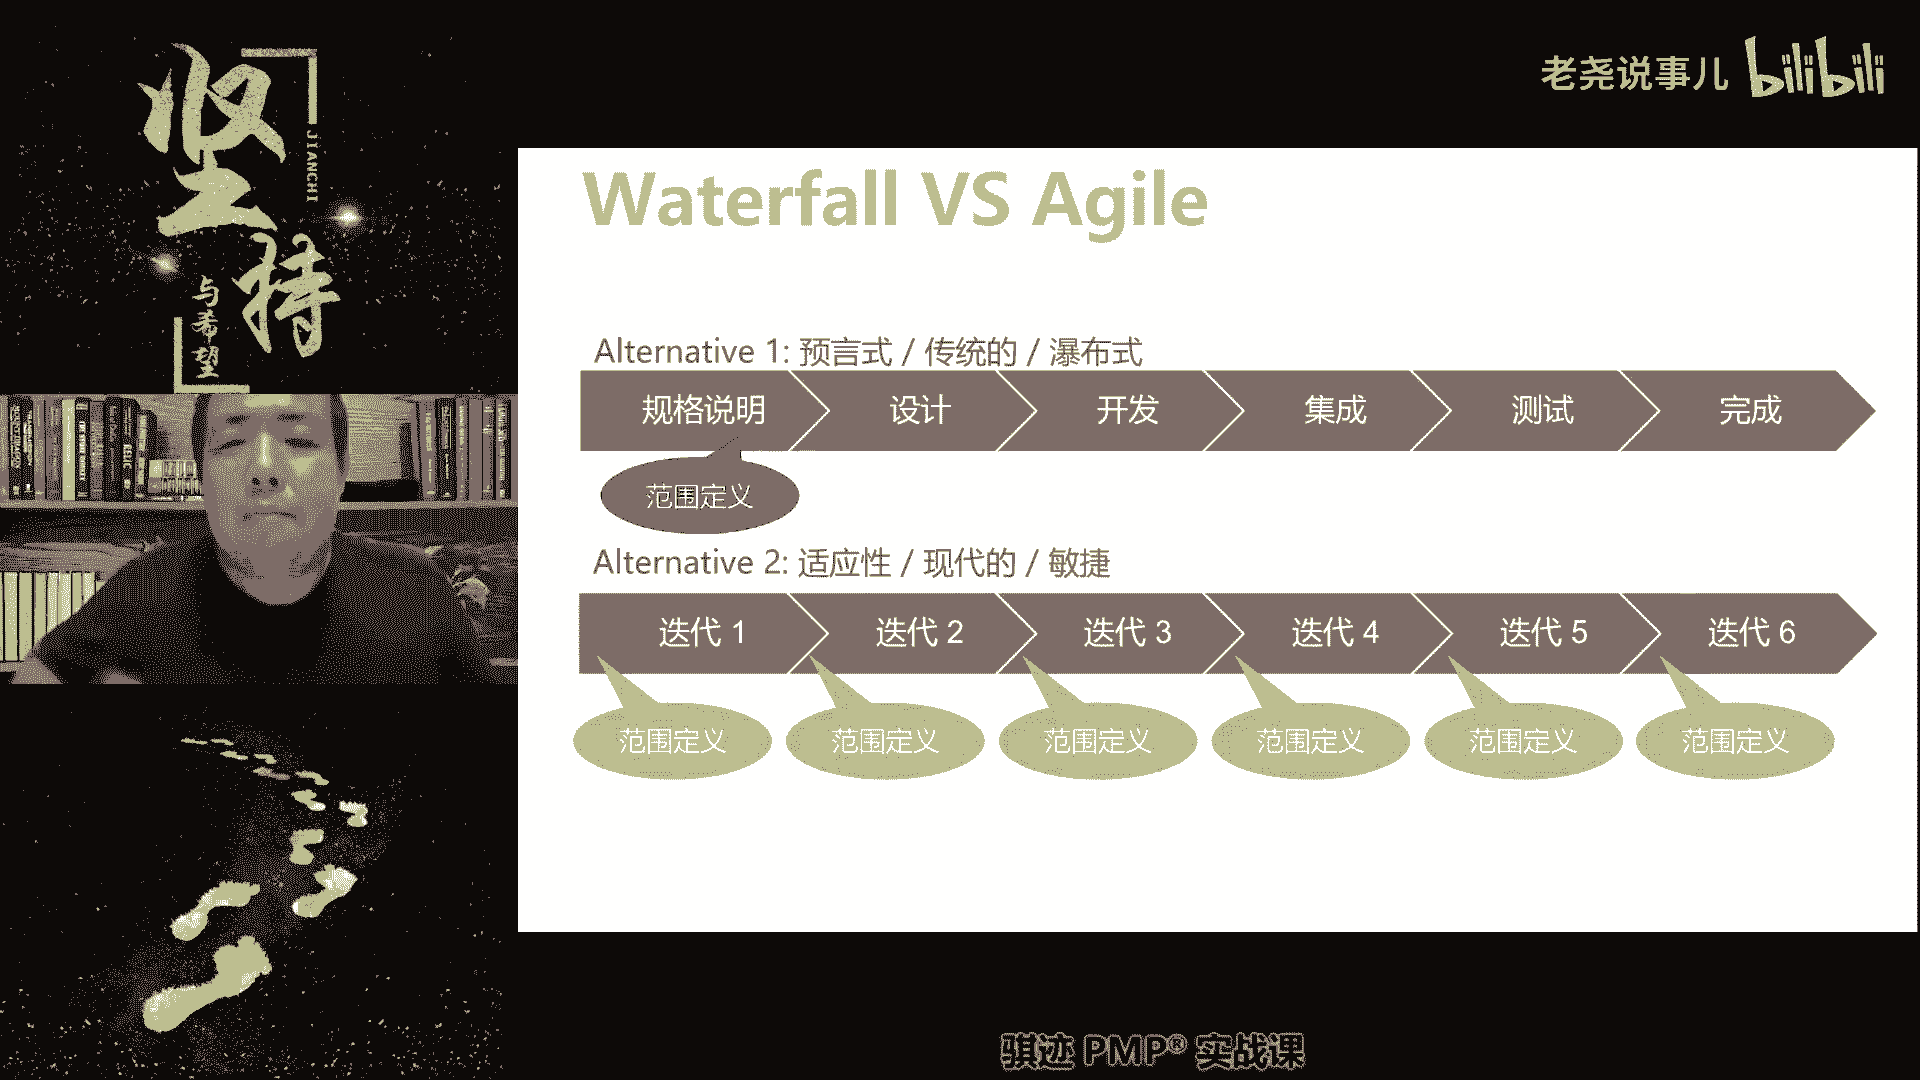 坚持
JIANCHI
与希望
老尧说事儿 bilibili
Waterfall VS Agile
Alternative 1: 预言式 / 传统的 / 瀑布式
规格说明 设计 开发 集成 测试 完成
范围定义
Alternative 2: 适应性 / 现代的 / 敏捷
迭代 1 迭代 2 迭代 3 迭代 4 迭代 5 迭代 6
范围定义 范围定义 范围定义 范围定义 范围定义 范围定义
骐迹 PMP® 实战课